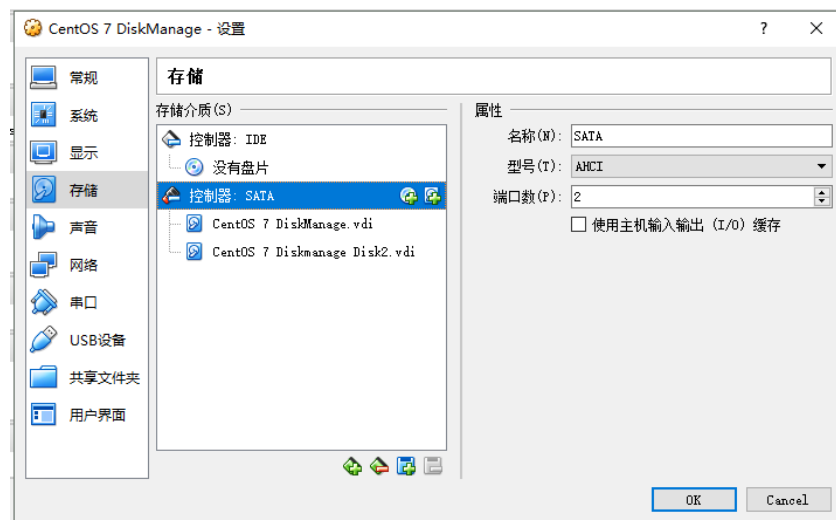 CentOS 7 DiskManage - 设置
常规
系统
显示
存储
声音
网络
串口
USB设备
共享文件夹
用户界面
存储
存储介质(S)
控制器: IDE
没有盘片
控制器: SATA
CentOS 7 DiskManage.vdi
CentOS 7 Diskmanage Disk2.vdi
属性
名称(N): SATA
型号(T): AHCI
端口数(P): 2
使用主机输入输出 (I/O) 缓存
OK
Cancel